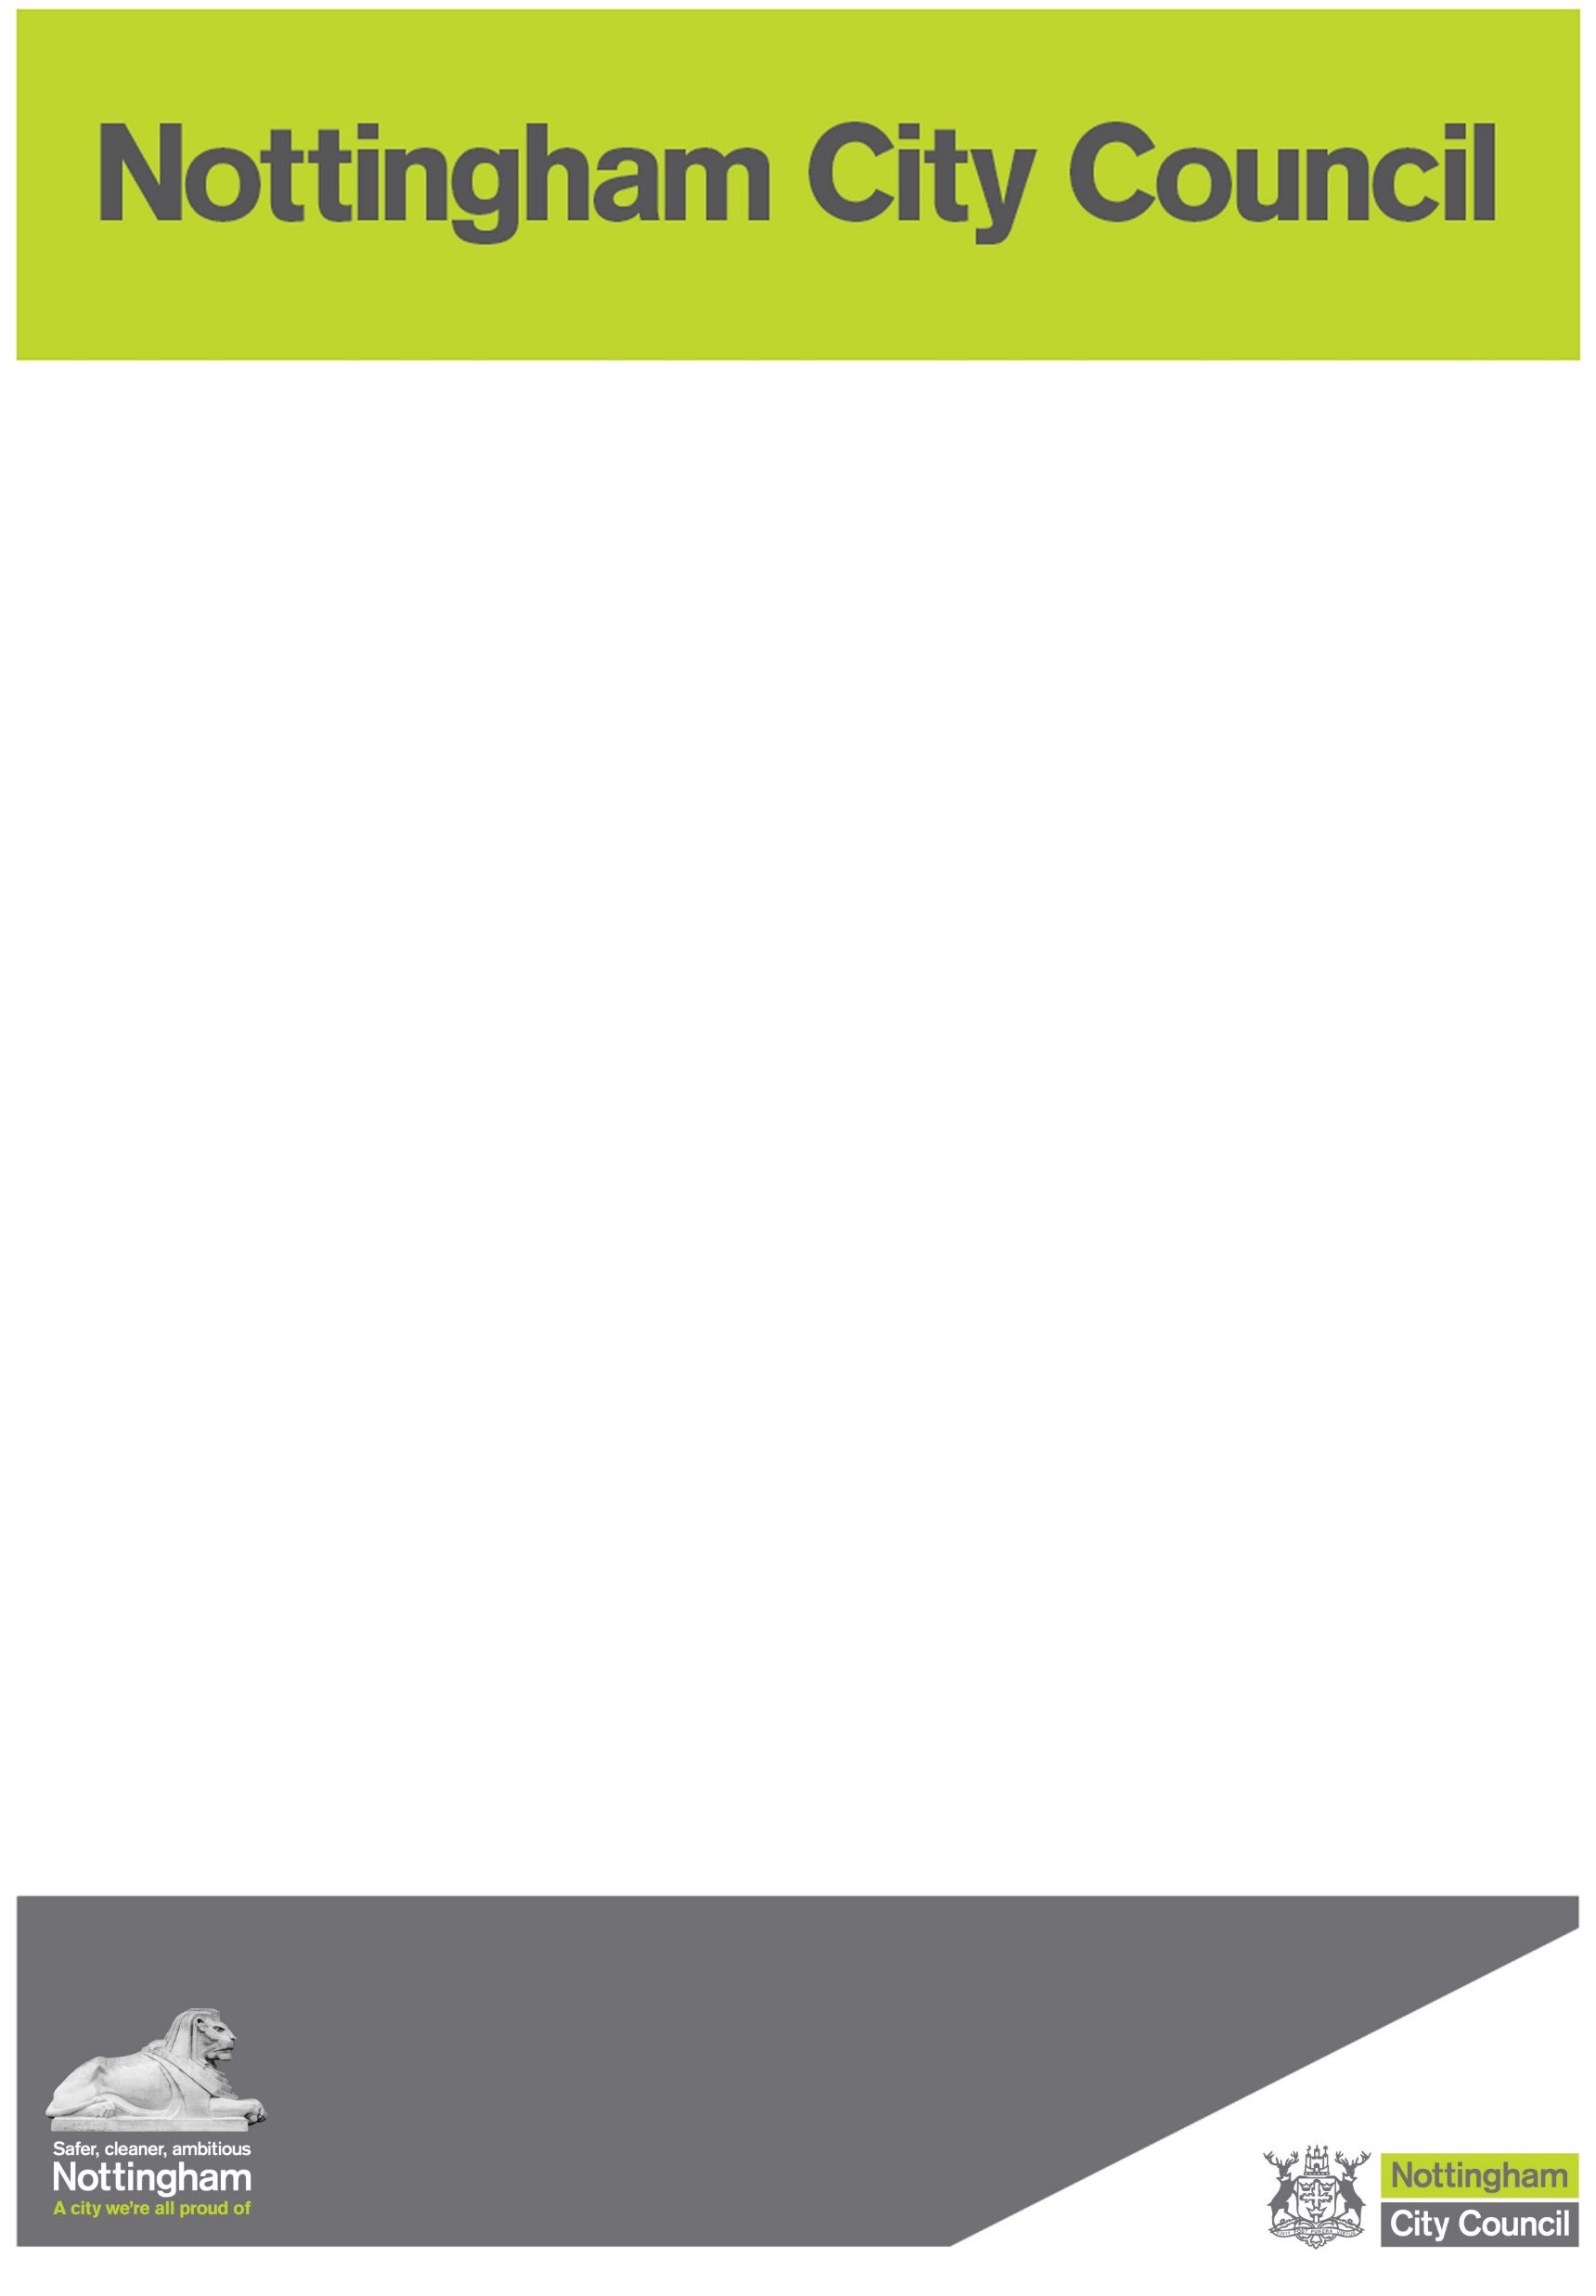 Nottingham City Council
Safer, cleaner, ambitious
Nottingham
A city we're all proud of
Nottingham
City Council